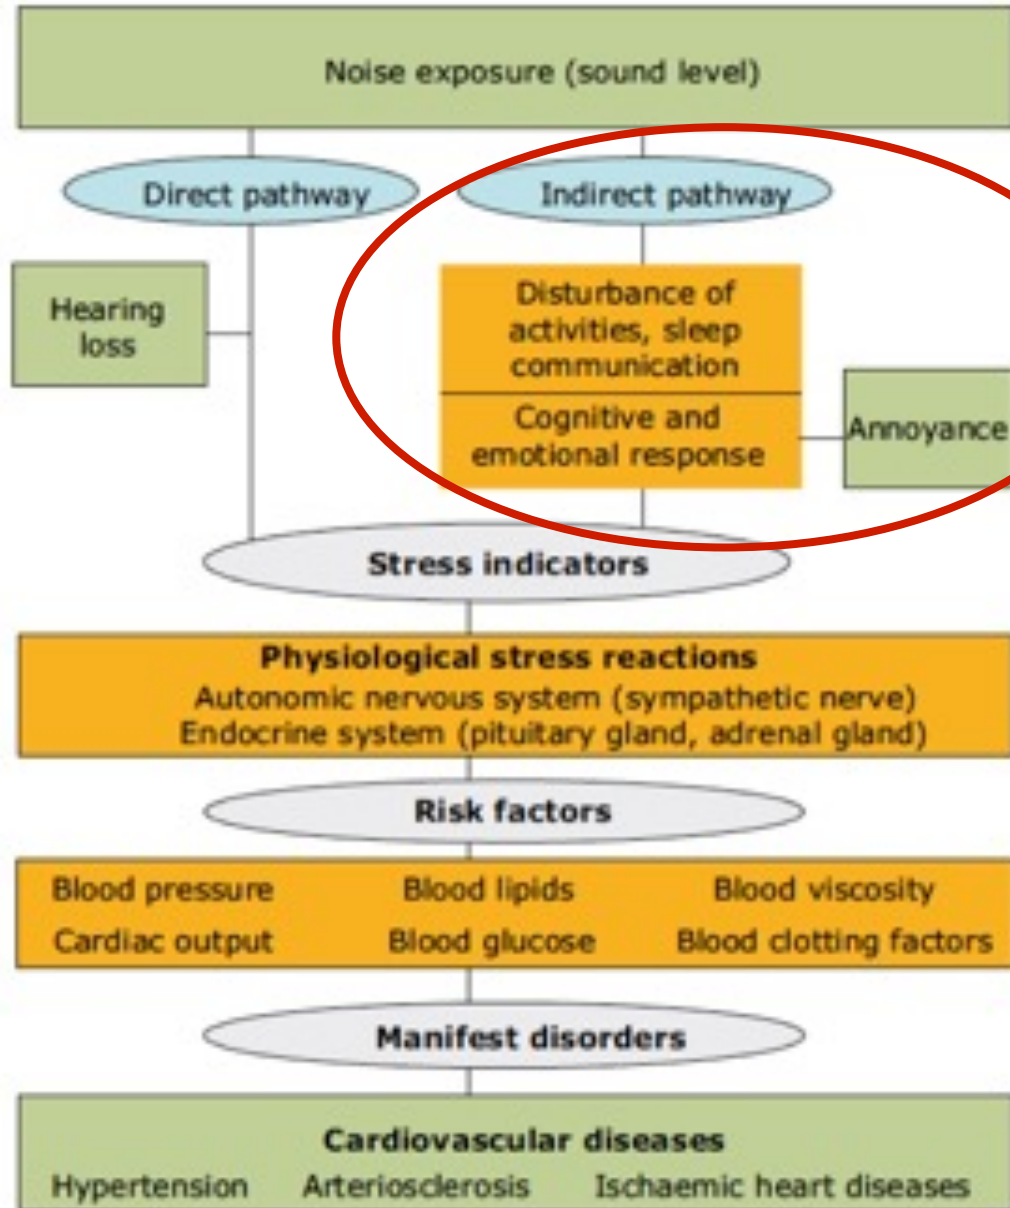 Noise exposure (sound level)
Direct pathway
Indirect pathway
Hearing
loss
Disturbance of
activities, sleep
communication
Cognitive and
emotional response
Annoyance
Stress indicators
Physiological stress reactions
Autonomic nervous system (sympathetic nerve)
Endocrine system (pituitary gland, adrenal gland)
Risk factors
Blood pressure Blood lipids Blood viscosity
Cardiac output Blood glucose Blood clotting factors
Manifest disorders
Cardiovascular diseases
Hypertension Arteriosclerosis Ischaemic heart diseases